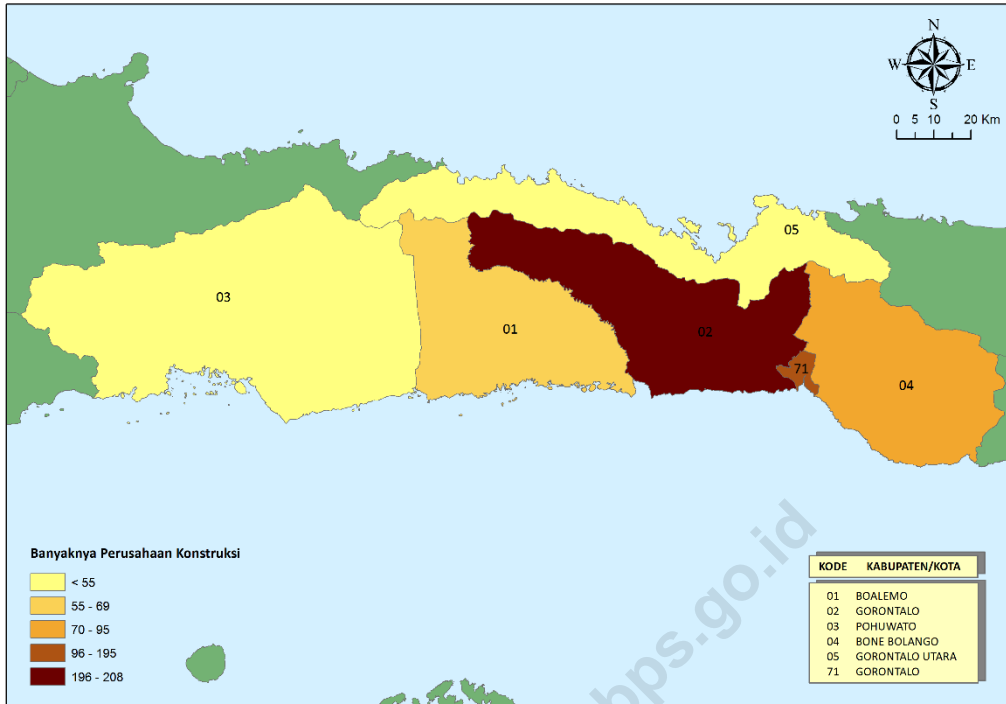 N
W E
S
0 5 10 20 Km
05
03
01
02
71
04
Banyaknya Perusahaan Konstruksi
< 55
55 - 69
70 - 95
96 - 195
196 - 208
KODE KABUPATEN/KOTA
01 BOALEMO
02 GORONTALO
03 POHUWATO
04 BONE BOLANGO
05 GORONTALO UTARA
71 GORONTALO
bps.go.id